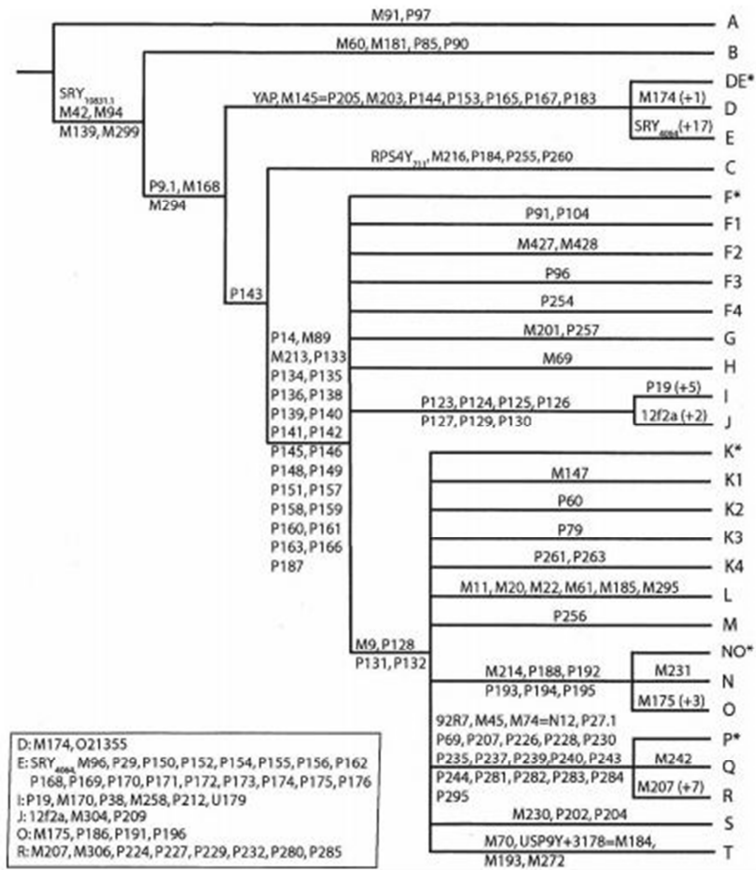 M91, P97
A
M60, M181, P85, P90
B
SRY10831.1
M42, M94
M139, M299
DE*
YAP, M145=P205, M203, P144, P153, P165, P167, P183
M174 (+1)
D
SRY4064(+17)
E
RPS4Y711, M216, P184, P255, P260
C
P9.1, M168
M294
F*
P91, P104
F1
M427, M428
F2
P96
F3
P143
P254
F4
P14, M89
M213, P133
P134, P135
P136, P138
P139, P140
P141, P142
P145, P146
P148, P149
P151, P157
P158, P159
P160, P161
P163, P166
P187
M201, P257
G
M69
H
P19 (+5)
I
P123, P124, P125, P126
P127, P129, P130
12f2a (+2)
J
K*
M147
K1
P60
K2
P79
K3
P261, P263
K4
M11, M20, M22, M61, M185, M295
L
P256
M
M9, P128
P131, P132
NO*
M214, P188, P192
P193, P194, P195
M231
N
M175 (+3)
O
92R7, M45, M74=N12, P27.1
P69, P207, P226, P228, P230
P235, P237, P239, P240, P243
P244, P281, P282, P283, P284
P295
P*
M242
Q
M207 (+7)
R
M230, P202, P204
S
M70, USP9Y+3178=M184,
M193, M272
T
D: M174, O21355
E: SRY4064, M96, P29, P150, P152, P154, P155, P156, P162
P168, P169, P170, P171, P172, P173, P174, P175, P176
I: P19, M170, P38, M258, P212, U179
J: 12f2a, M304, P209
O: M175, P186, P191, P196
R: M207, M306, P224, P227, P229, P232, P280, P285